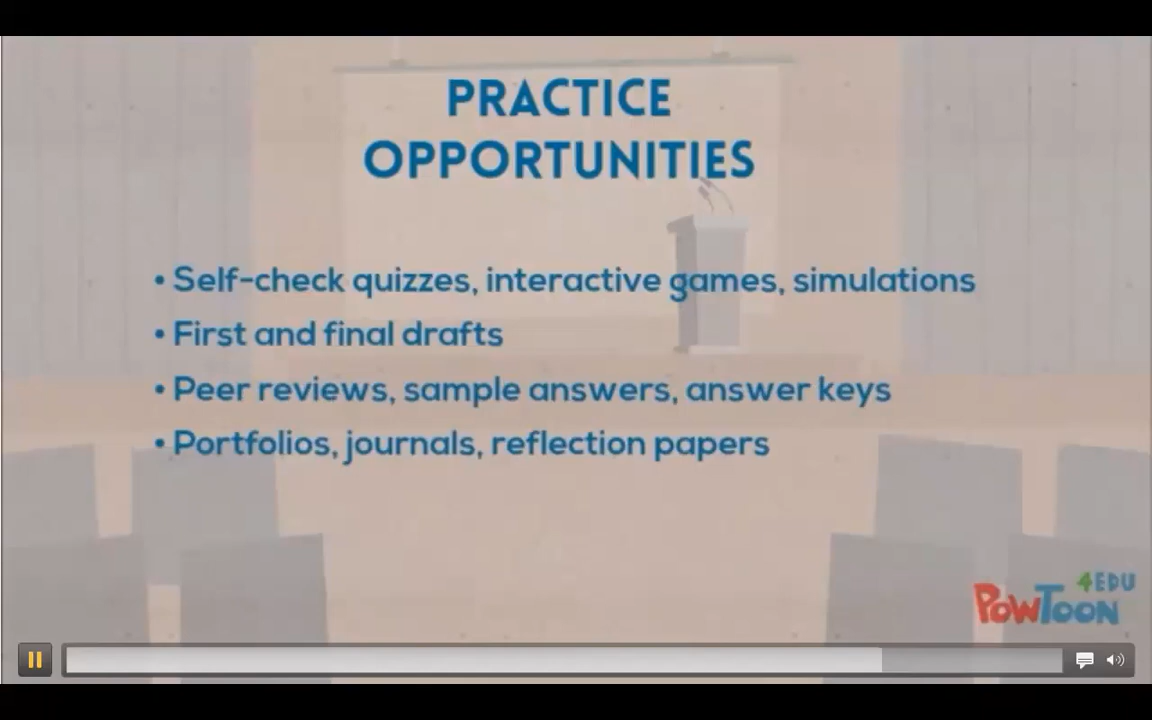 PRACTICE
OPPORTUNITIES
• Self-check quizzes, interactive games, simulations
• First and final drafts
• Peer reviews, sample answers, answer keys
• Portfolios, journals, reflection papers
4EDU
POWTOON